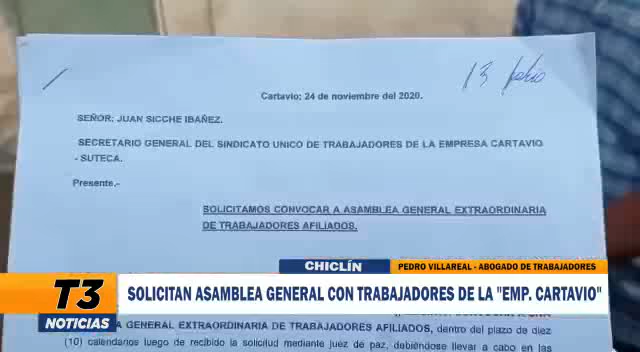 13 folio
Cartavio; 24 de noviembre del 2020.
SEÑOR; JUAN SICCHE IBAÑEZ.
SECRETARIO GENERAL DEL SINDICATO UNICO DE TRABAJADORES DE LA EMPRESA CARTAVIO
- SUTECA.
Presente.-
SOLICITAMOS CONVOCAR A ASAMBLEA GENERAL EXTRAORDINARIA
DE TRABAJADORES AFILIADOS.
CHICLÍN
PEDRO VILLAREAL - ABOGADO DE TRABAJADORES
T3
NOTICIAS
SOLICITAN ASAMBLEA GENERAL CON TRABAJADORES DE LA "EMP. CARTAVIO"
GENERAL EXTRAORDINARIA DE TRABAJADORES AFILIADOS, dentro del plazo de diez
(10) calendarios luego de recibido la solicitud mediante juez de paz, debiéndose llevar a cabo en las